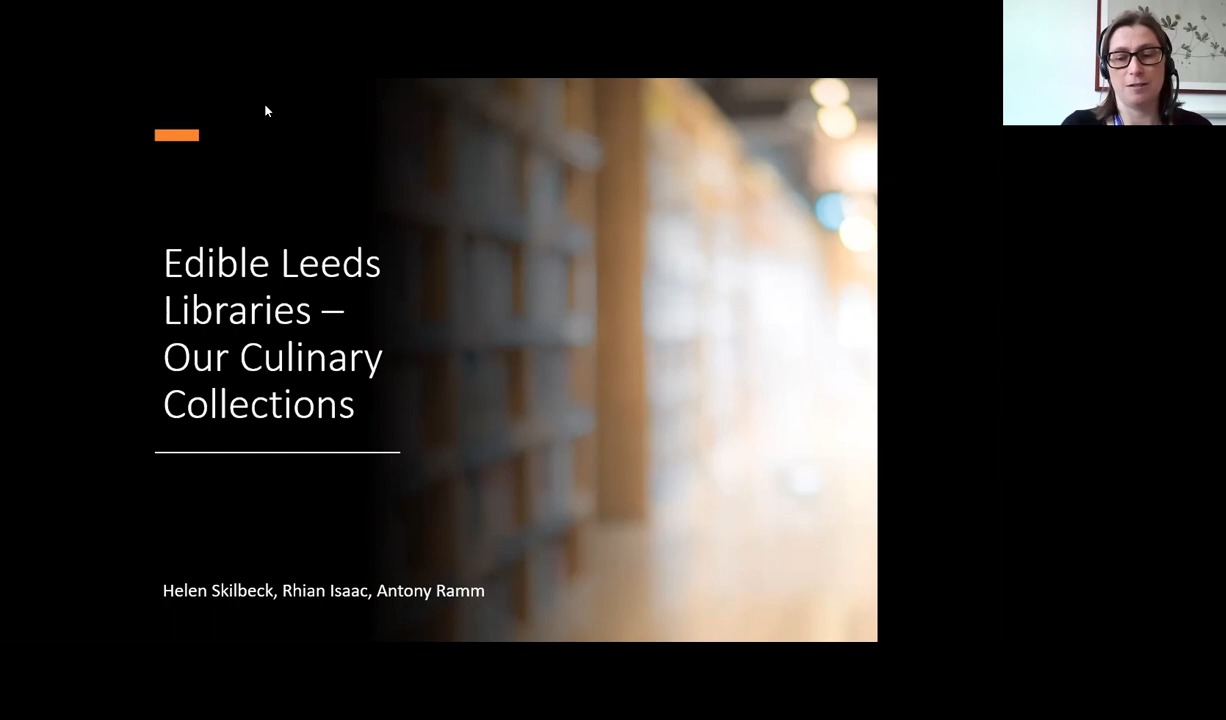 Edible Leeds
Libraries –
Our Culinary
Collections
Helen Skilbeck, Rhian Isaac, Antony Ramm